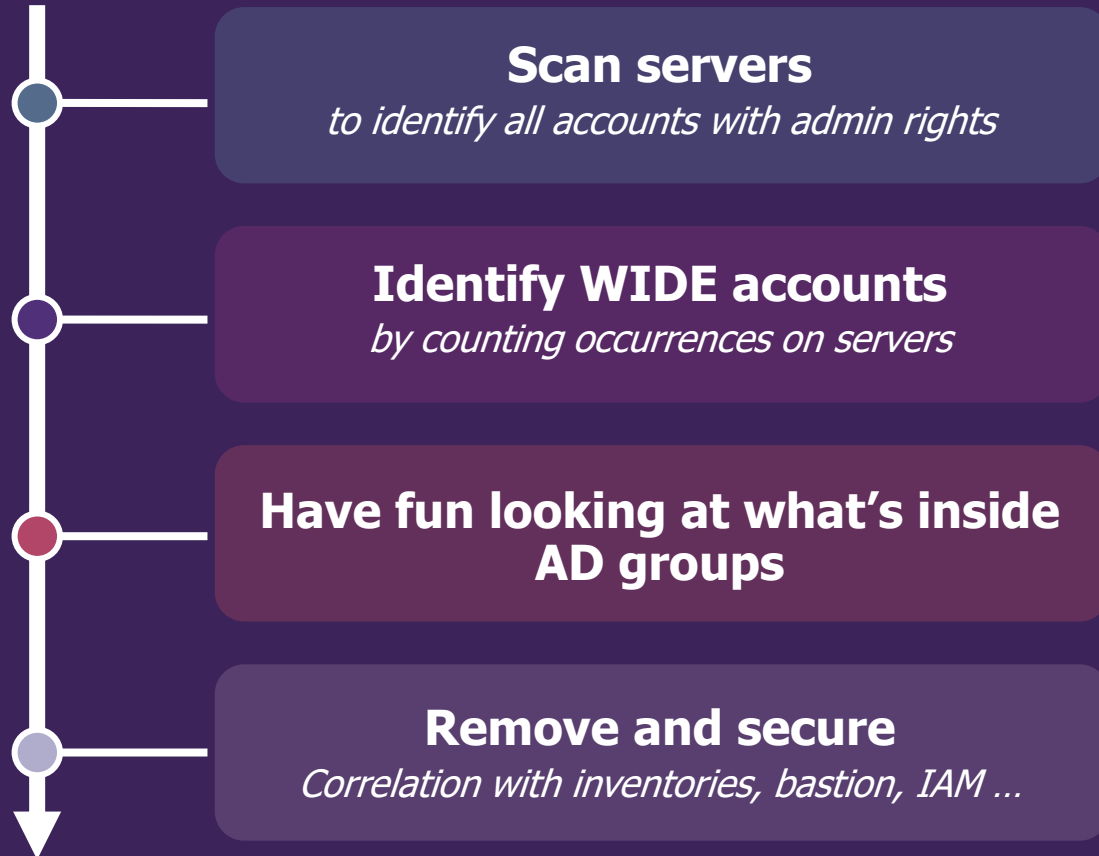 Scan servers
to identify all accounts with admin rights
Identify WIDE accounts
by counting occurrences on servers
Have fun looking at what’s inside
AD groups
Remove and secure
Correlation with inventories, bastion, IAM …